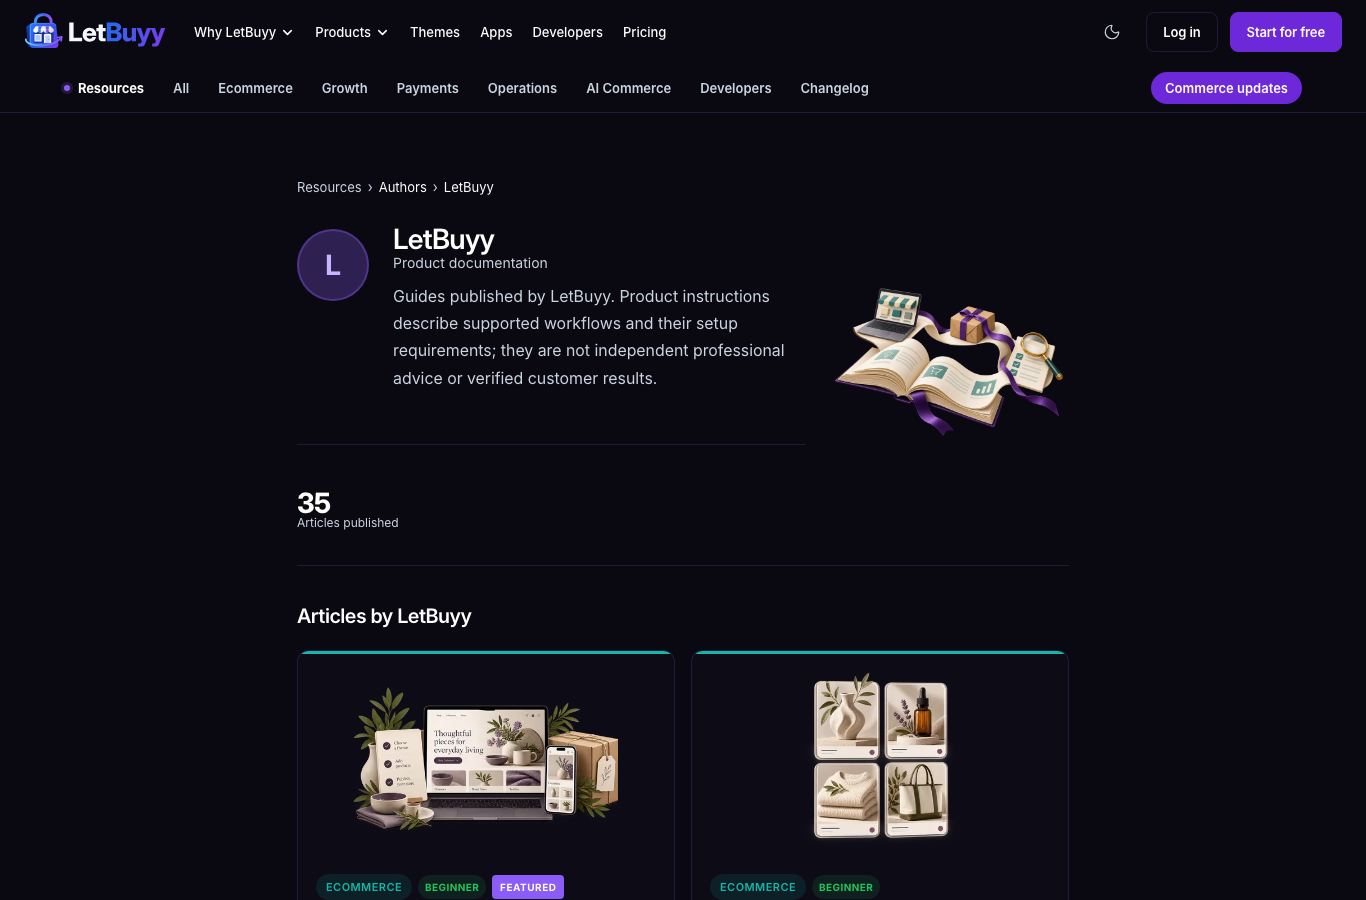 LetBuyy
Why LetBuyy
Products
Themes
Apps
Developers
Pricing
Log in
Start for free
Resources
All
Ecommerce
Growth
Payments
Operations
AI Commerce
Developers
Changelog
Commerce updates
Resources › Authors › LetBuyy
L
LetBuyy
Product documentation
Guides published by LetBuyy. Product instructions
describe supported workflows and their setup
requirements; they are not independent professional
advice or verified customer results.
35
Articles published
Articles by LetBuyy
Thoughtful
pieces for
everyday living
ECOMMERCE
BEGINNER
FEATURED
ECOMMERCE
BEGINNER